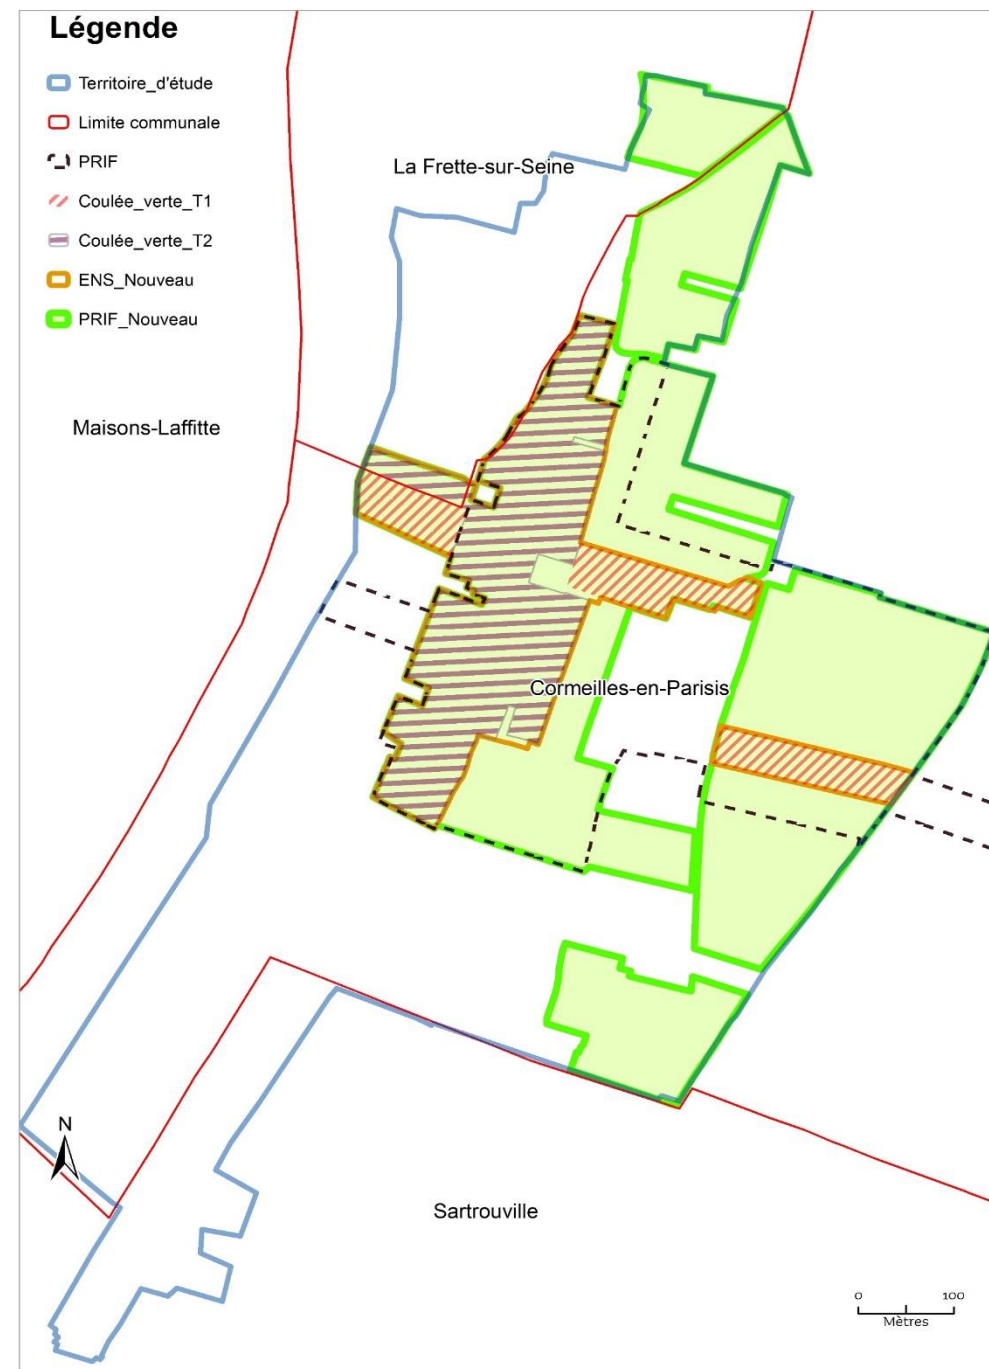 Légende
Territoire_d'étude
Limite communale
PRIF
Coulée_verte_T1
Coulée_verte_T2
ENS_Nouveau
PRIF_Nouveau
La Frette-sur-Seine
Maisons-Laffitte
Cormeilles-en-Parisis
N
Sartrouville
0 100
Mètres